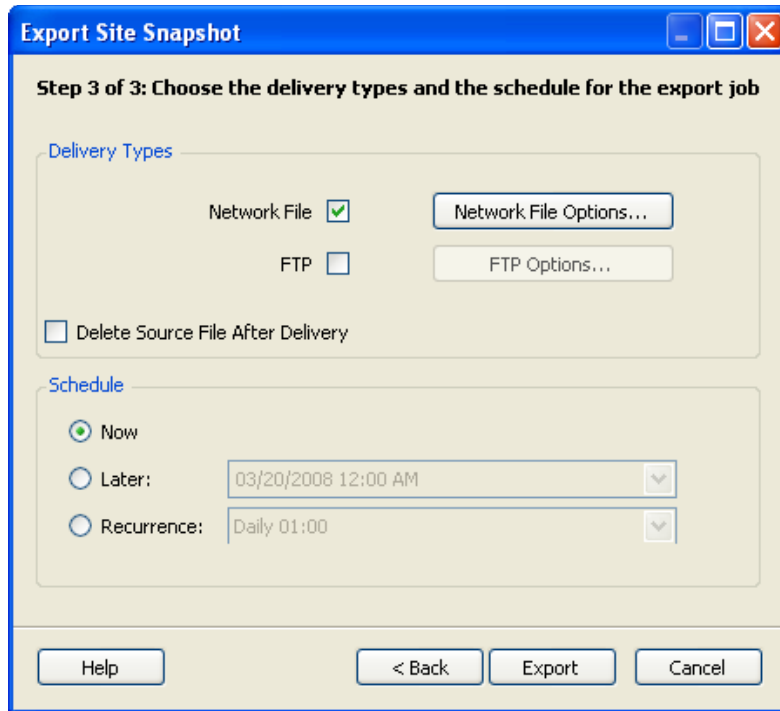 Export Site Snapshot
Step 3 of 3: Choose the delivery types and the schedule for the export job
Delivery Types
Network File
Network File Options...
FTP
FTP Options...
Delete Source File After Delivery
Schedule
Now
Later:
03/20/2008 12:00 AM
Recurrence:
Daily 01:00
Help
< Back
Export
Cancel